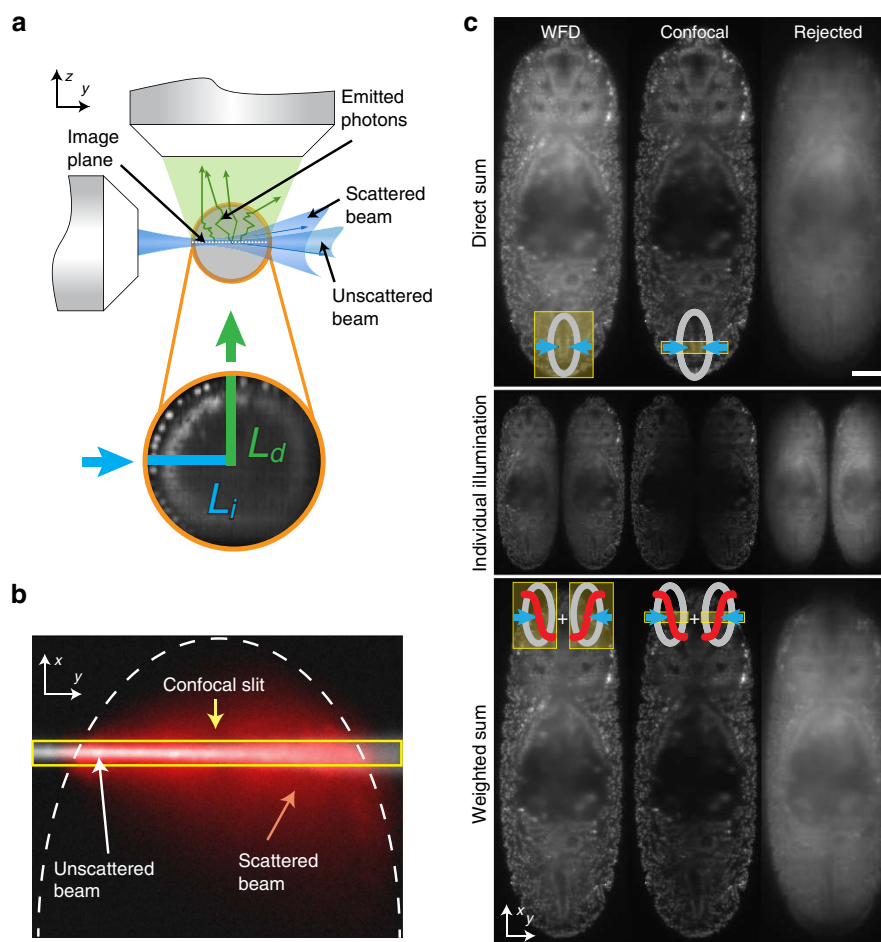 a
z
y
Emitted
photons
Image
plane
Scattered
beam
Unscattered
beam
L_d
L_i
b
x
y
Confocal slit
Unscattered
beam
Scattered
beam
c
WFD Confocal Rejected
Direct sum
Individual illumination
+ +
Weighted sum
x
y